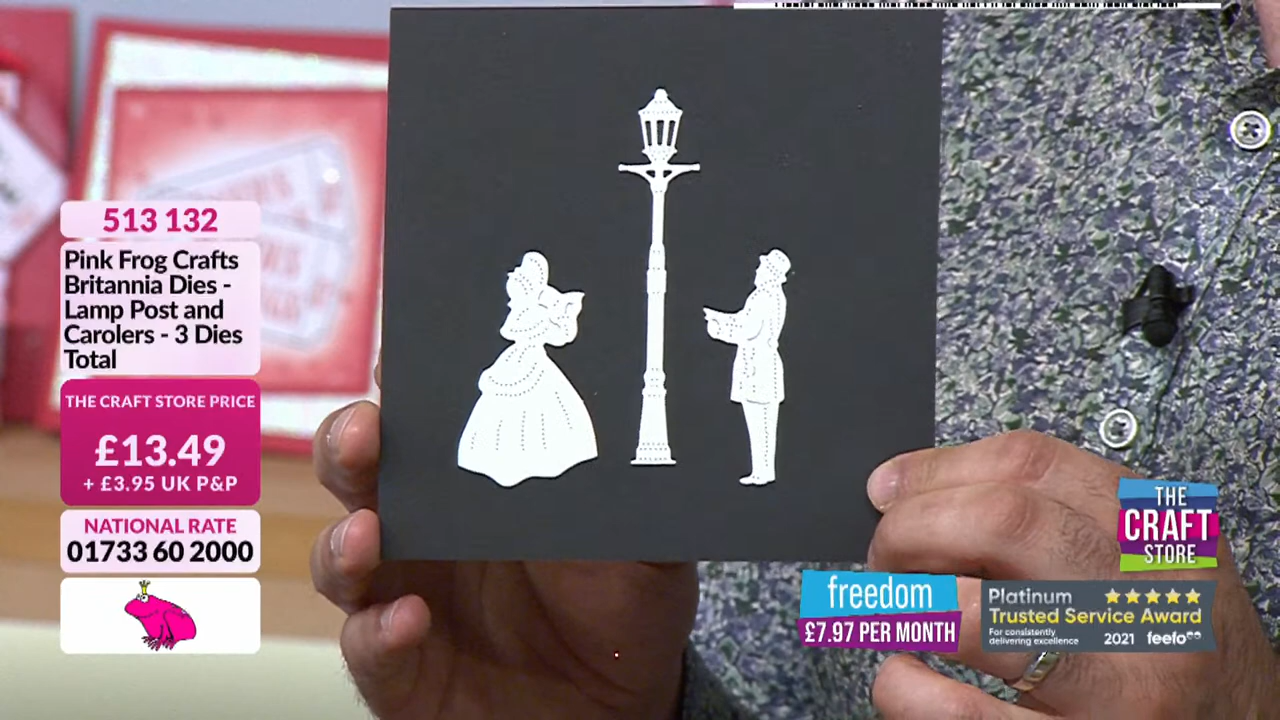 513 132
Pink Frog Crafts
Britannia Dies -
Lamp Post and
Carolers - 3 Dies
Total
THE CRAFT STORE PRICE
£13.49
+ £3.95 UK P&P
NATIONAL RATE
01733 60 2000
THE
CRAFT
STORE
freedom
£7.97 PER MONTH
Platinum
Trusted Service Award
For consistently
delivering excellence
2021 feefo